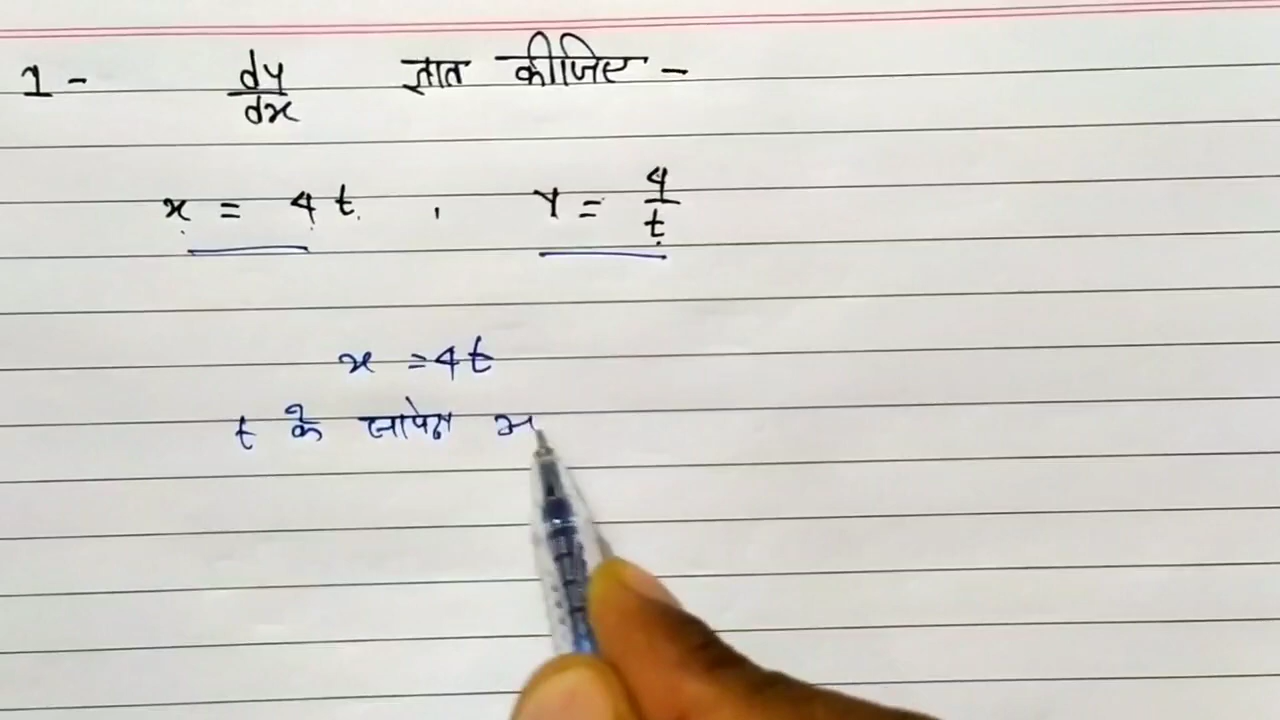 1- dy/dx ज्ञात कीजिए -
x = 4t , Y = 4/t
x = 4t
t के सापेक्ष अ